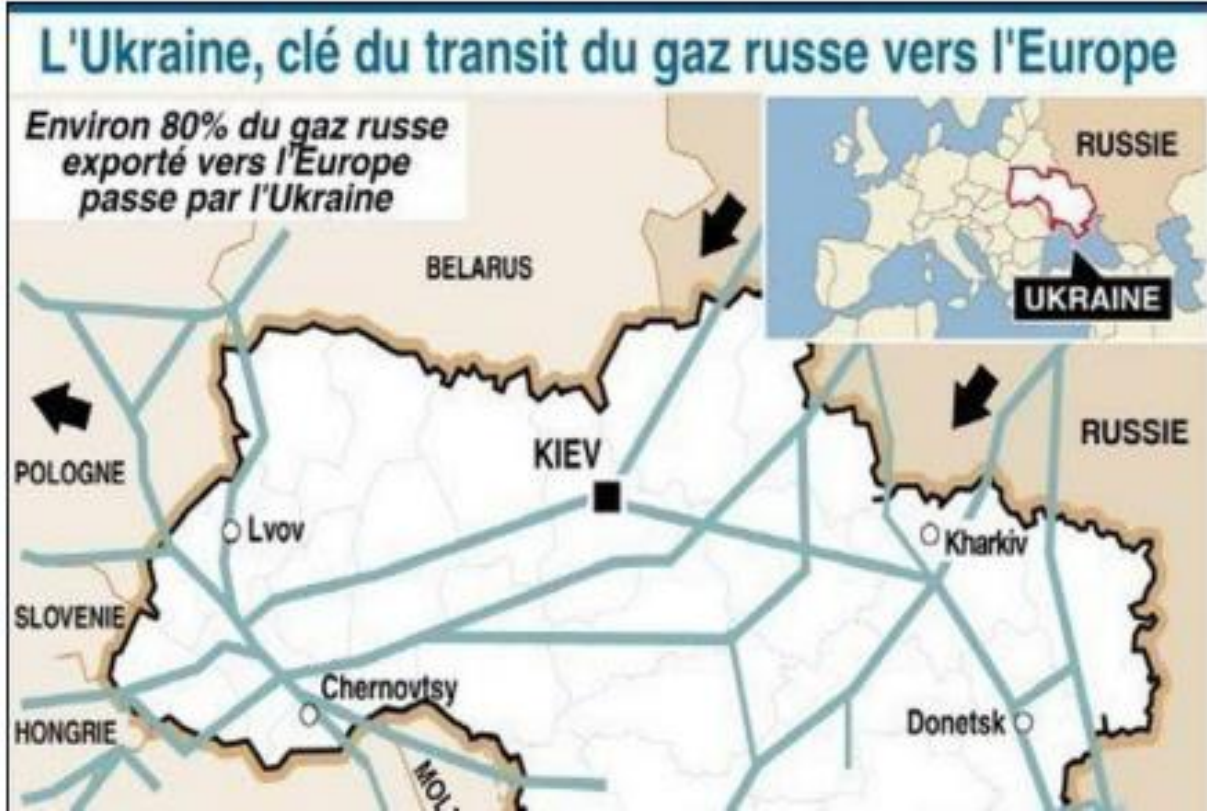 L'Ukraine, clé du transit du gaz russe vers l'Europe
Environ 80% du gaz russe
exporté vers l'Europe
passe par l'Ukraine
RUSSIE
UKRAINE
BELARUS
RUSSIE
KIEV
POLOGNE
Lvov
Kharkiv
SLOVENIE
Chernovtsy
HONGRIE
Donetsk